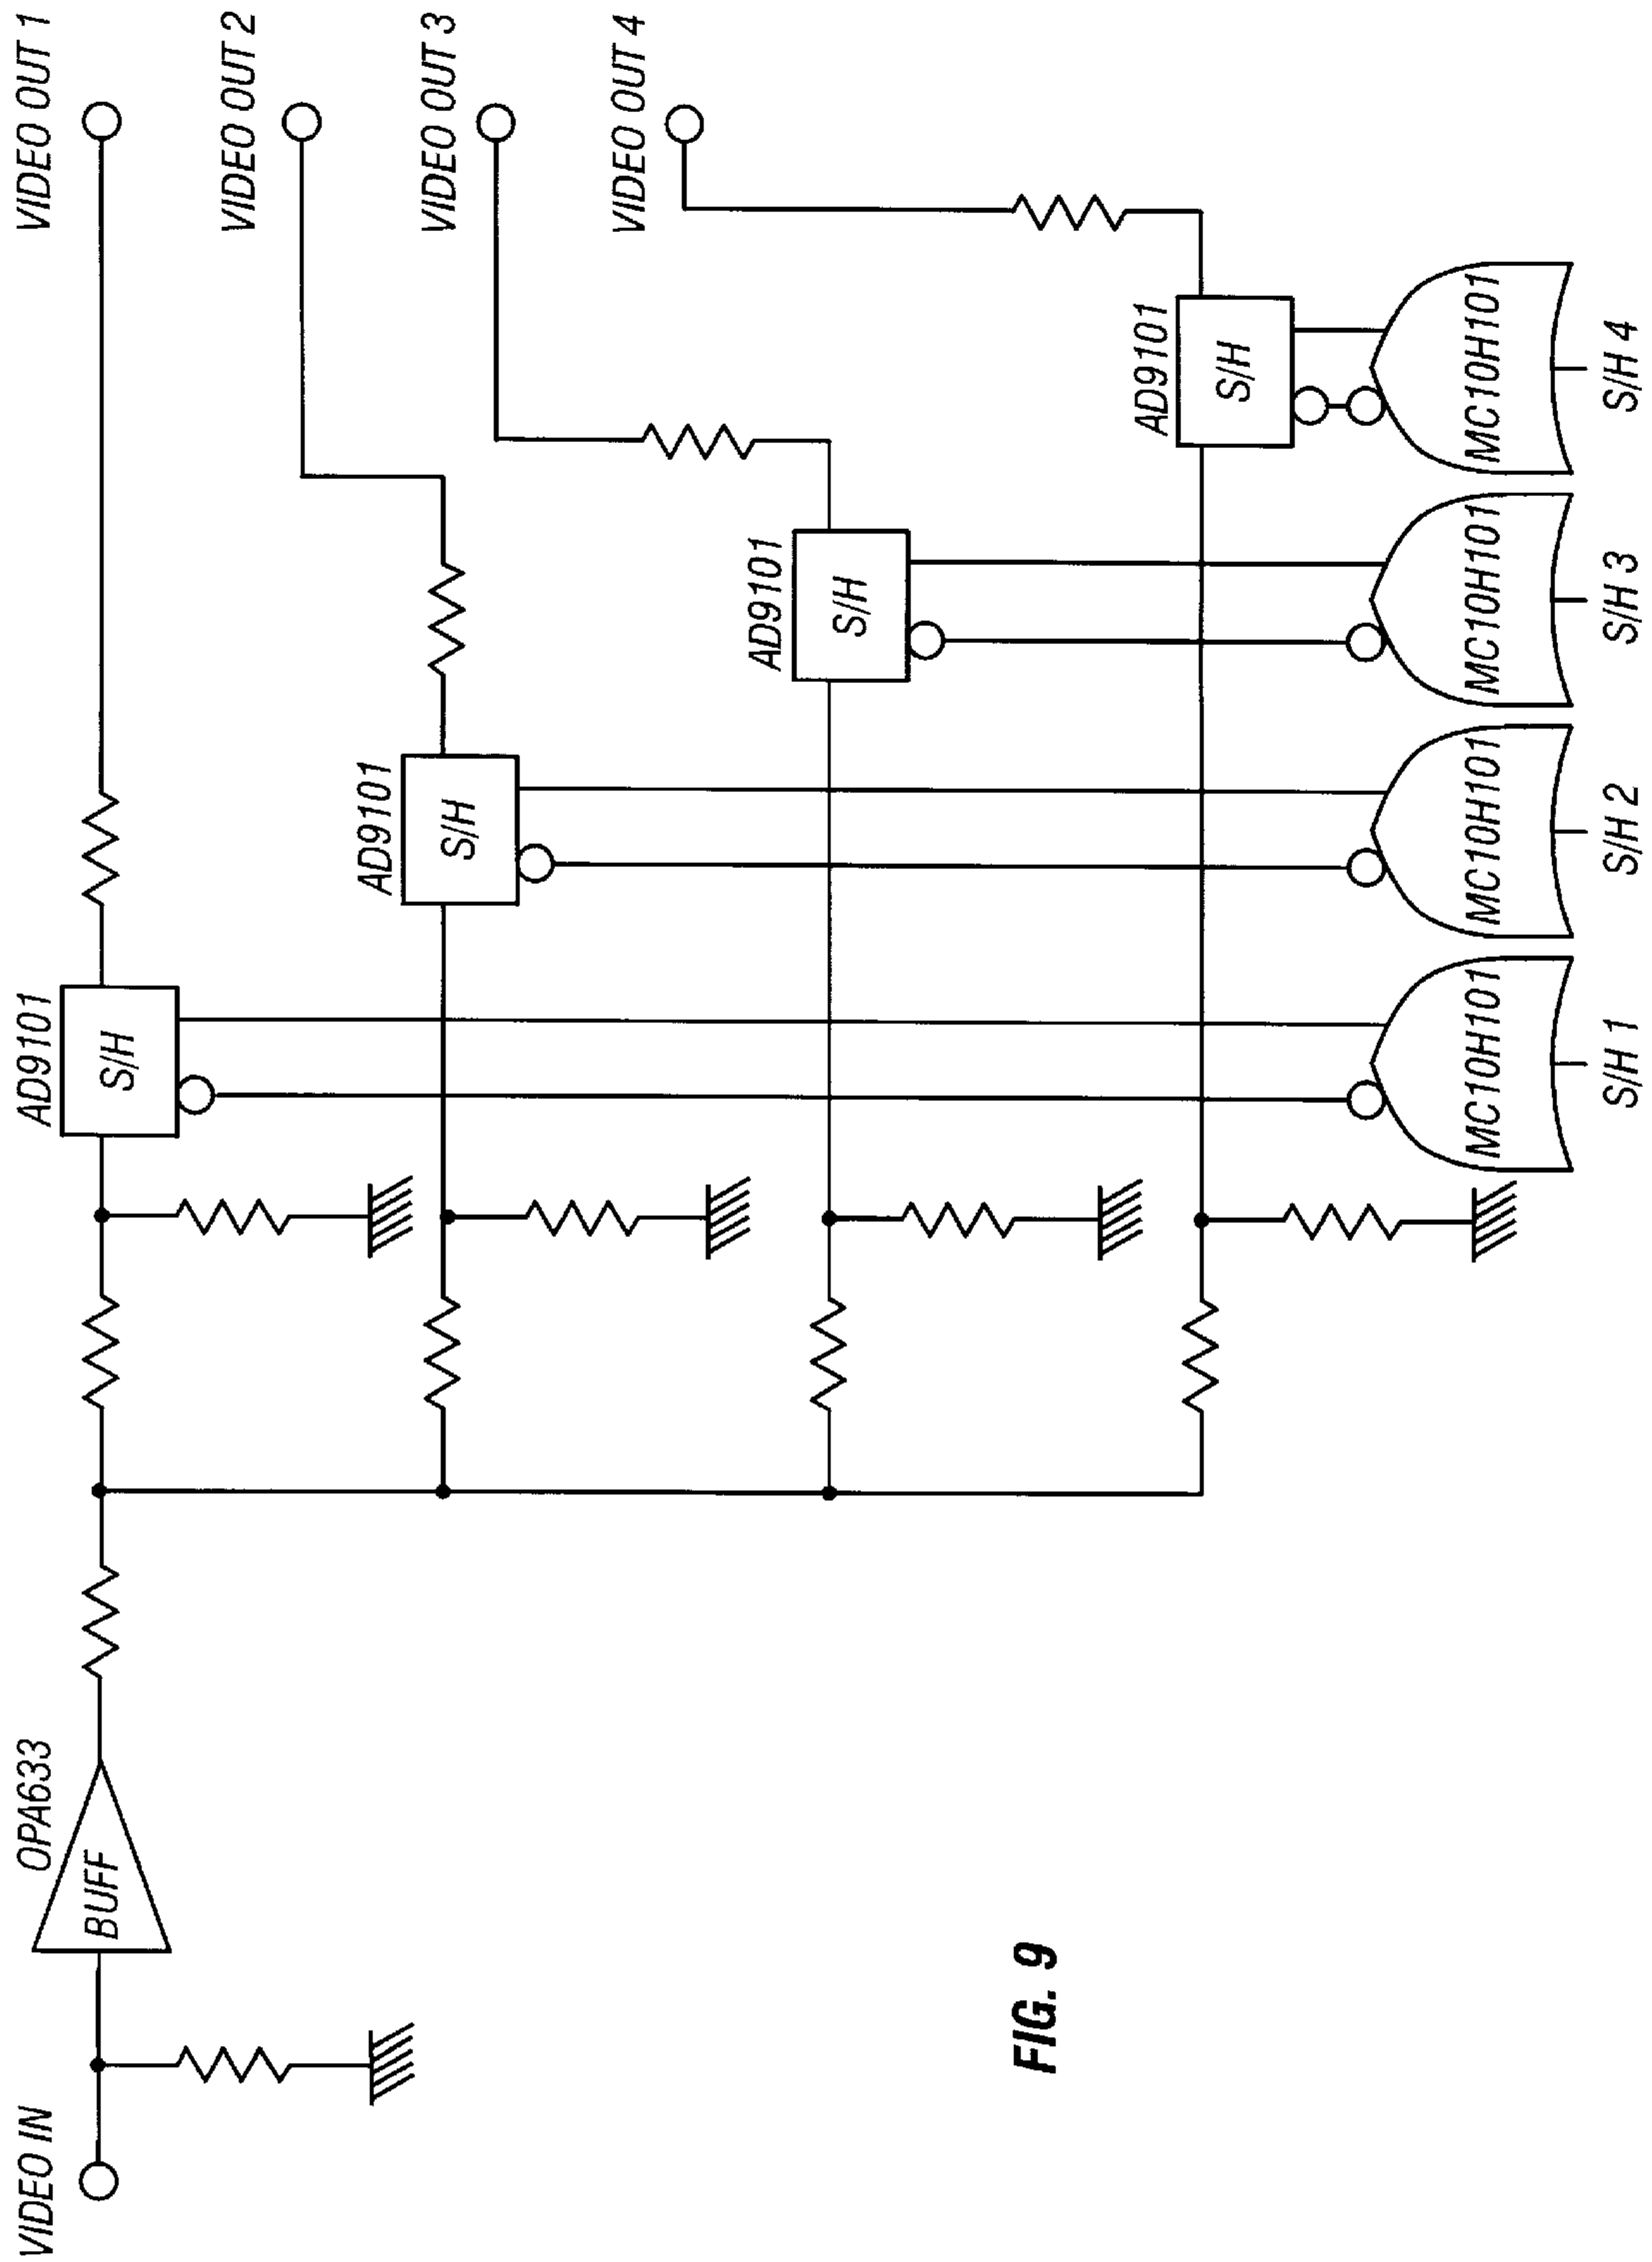 VIDEO IN
OPA633
BUFF
AD9101
S/H
VIDEO OUT 1
AD9101
S/H
VIDEO OUT 2
AD9101
S/H
VIDEO OUT 3
AD9101
S/H
VIDEO OUT 4
MC10H101
MC10H101
MC10H101
MC10H101
S/H 1
S/H 2
S/H 3
S/H 4
FIG. 9